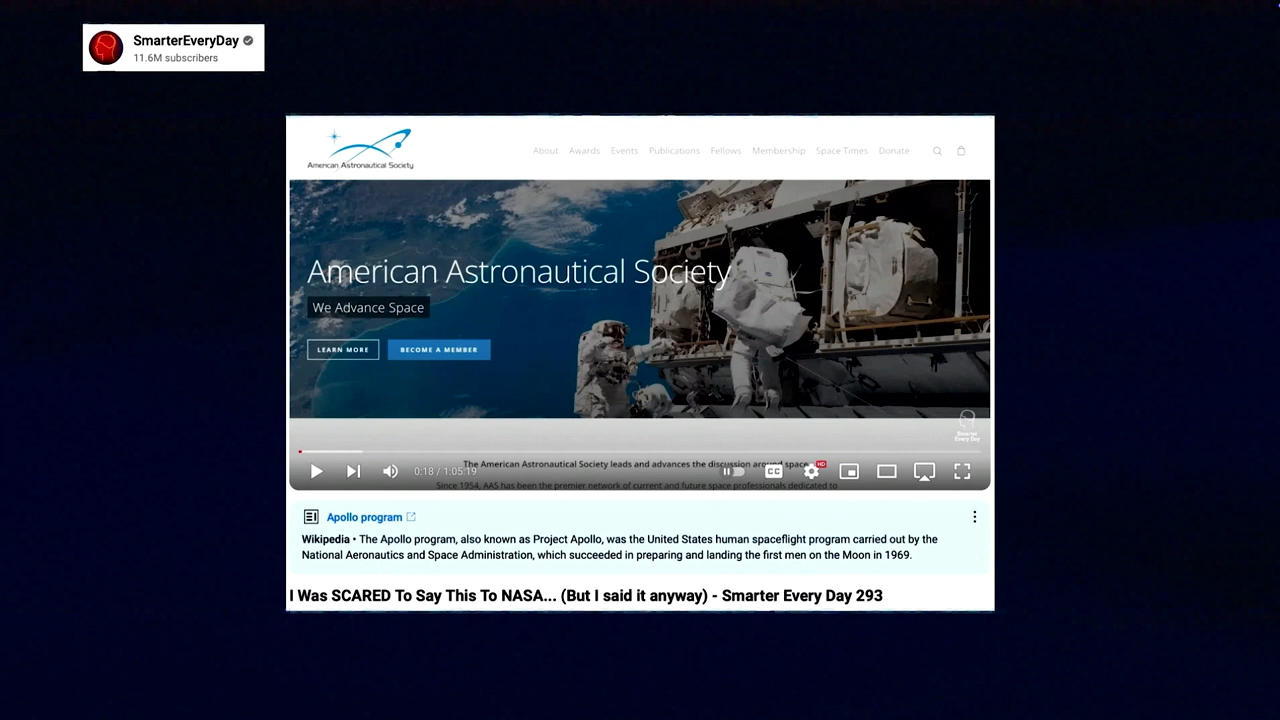 SmarterEveryDay
11.6M subscribers
American Astronautical Society
About Awards Events Publications Fellows Membership Space Times Donate
American Astronautical Society
We Advance Space
LEARN MORE BECOME A MEMBER
Smarter
Every Day
The American Astronautical Society leads and advances the discussion around space.
0:18 / 1:05:19 CC HD
Since 1954, AAS has been the premier network of current and future space professionals dedicated to
Apollo program
Wikipedia • The Apollo program, also known as Project Apollo, was the United States human spaceflight program carried out by the
National Aeronautics and Space Administration, which succeeded in preparing and landing the first men on the Moon in 1969.
I Was SCARED To Say This To NASA... (But I said it anyway) - Smarter Every Day 293